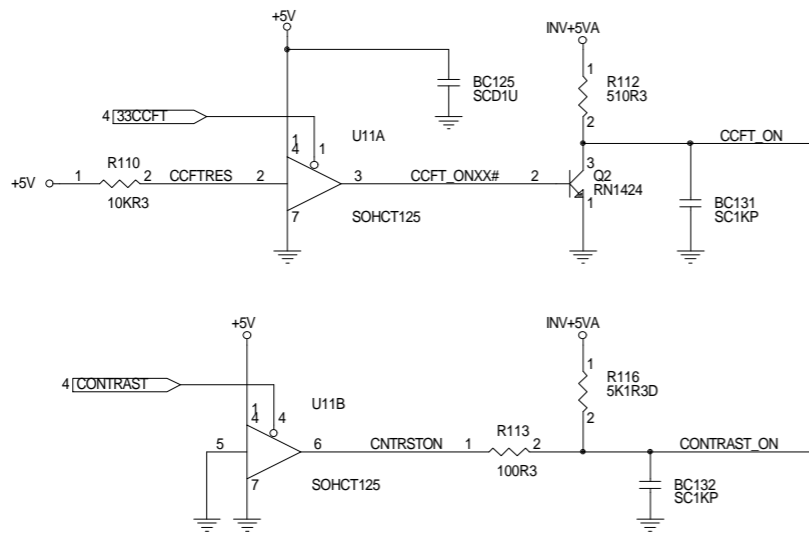 +5V
INV+5VA
1
R112
510R3
2
BC125
SCD1U
4 33CCFT
U11A
1
4
1
CCFT_ON
R110
+5V
1
2
CCFTRES
2
3
CCFT_ONXX#
2
3
Q2
RN1424
1
10KR3
7
SOHCT125
BC131
SC1KP
+5V
INV+5VA
1
R116
5K1R3D
2
4 CONTRAST
U11B
1
4
4
5
6
CNTRSTON
1
R113
2
100R3
CONTRAST_ON
7
SOHCT125
BC132
SC1KP